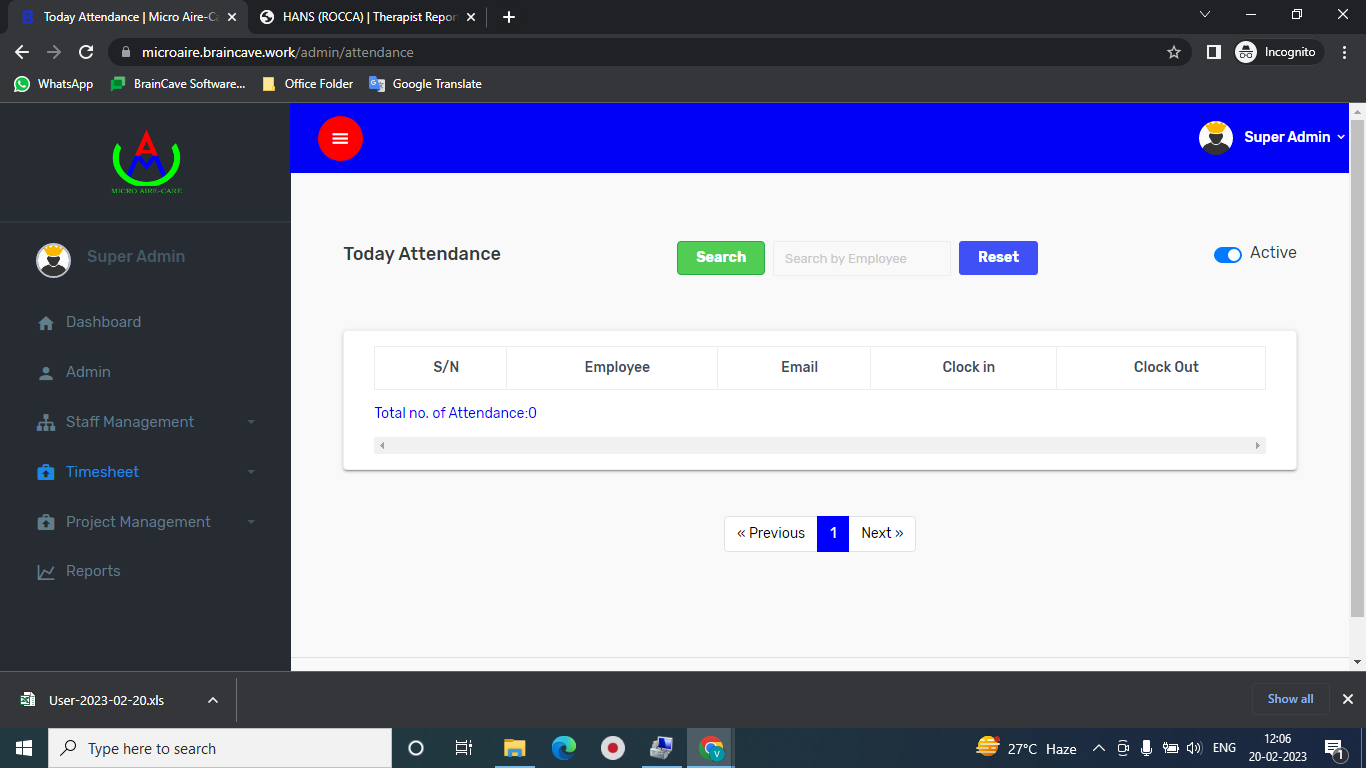 Today Attendance | Micro Aire-Ca
HANS (ROCCA) | Therapist Repor
microaire.braincave.work/admin/attendance
Incognito
WhatsApp
BrainCave Software...
Office Folder
Google Translate
MICRO AIRE-CARE
Super Admin
Super Admin
Dashboard
Admin
Staff Management
Timesheet
Project Management
Reports
Today Attendance
Search
Search by Employee
Reset
Active
S/N
Employee
Email
Clock in
Clock Out
Total no. of Attendance:0
« Previous
1
Next »
User-2023-02-20.xls
Show all
Type here to search
27°C Haze
ENG
12:06
20-02-2023
1